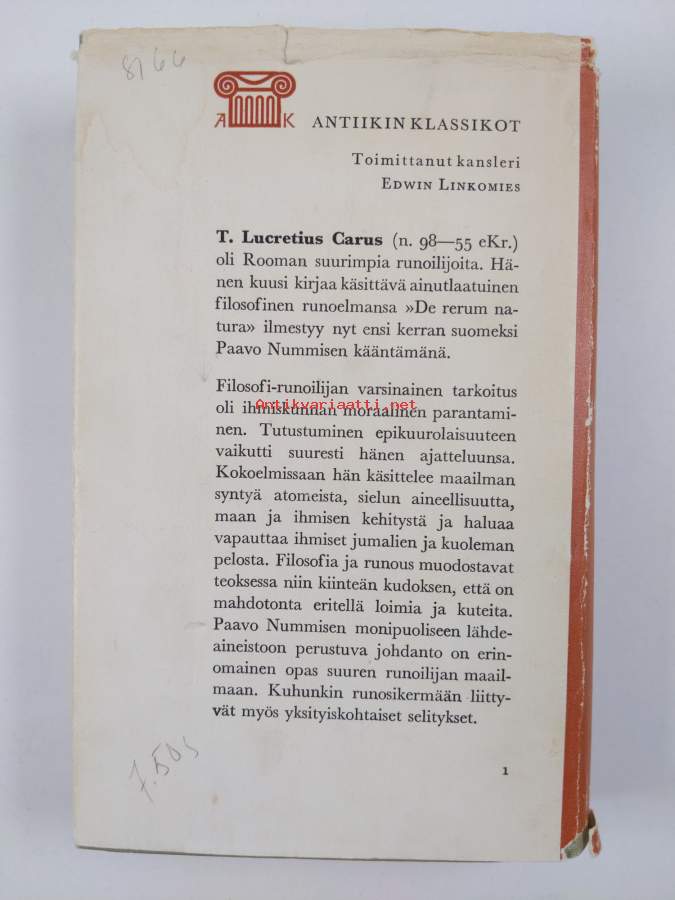 8/66
A K
ANTIIKIN KLASSIKOT
Toimittanut kansleri
EDWIN LINKOMIES
T. Lucretius Carus (n. 98—55 eKr.)
oli Rooman suurimpia runoilijoita. Hä-
nen kuusi kirjaa käsittävä ainutlaatuinen
filosofinen runoelmansa »De rerum na-
tura» ilmestyy nyt ensi kerran suomeksi
Paavo Nummisen kääntämänä.
Filosofi-runoilijan varsinainen tarkoitus
Antikvariaatti.net
oli ihmiskunnan moraalinen parantami-
nen. Tutustuminen epikuurolaisuuteen
vaikutti suuresti hänen ajatteluunsa.
Kokoelmissaan hän käsittelee maailman
syntyä atomeista, sielun aineellisuutta,
maan ja ihmisen kehitystä ja haluaa
vapauttaa ihmiset jumalien ja kuoleman
pelosta. Filosofia ja runous muodostavat
teoksessa niin kiinteän kudoksen, että on
mahdotonta eritellä loimia ja kuteita.
Paavo Nummisen monipuoliseen lähde-
aineistoon perustuva johdanto on erin-
omainen opas suuren runoilijan maail-
maan. Kuhunkin runosikermään liitty-
vät myös yksityiskohtaiset selitykset.
1